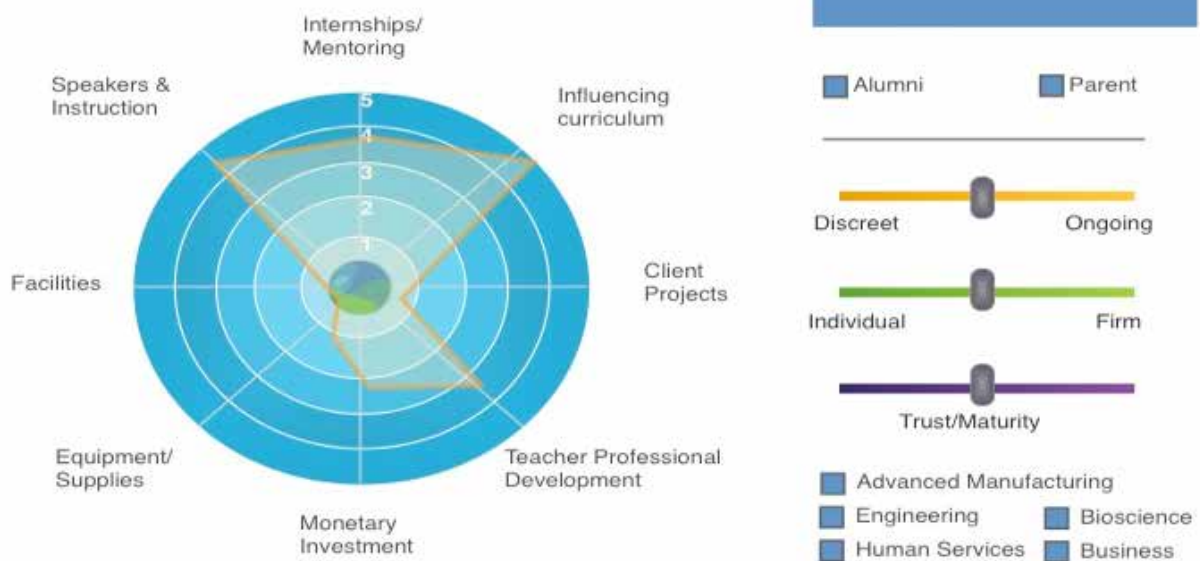 Internships/
Mentoring
Speakers &
Instruction
Influencing
curriculum
5
4
3
2
1
Facilities
Client
Projects
Equipment/
Supplies
Teacher Professional
Development
Monetary
Investment
Alumni
Parent
Discreet
Ongoing
Individual
Firm
Trust/Maturity
Advanced Manufacturing
Engineering
Bioscience
Human Services
Business